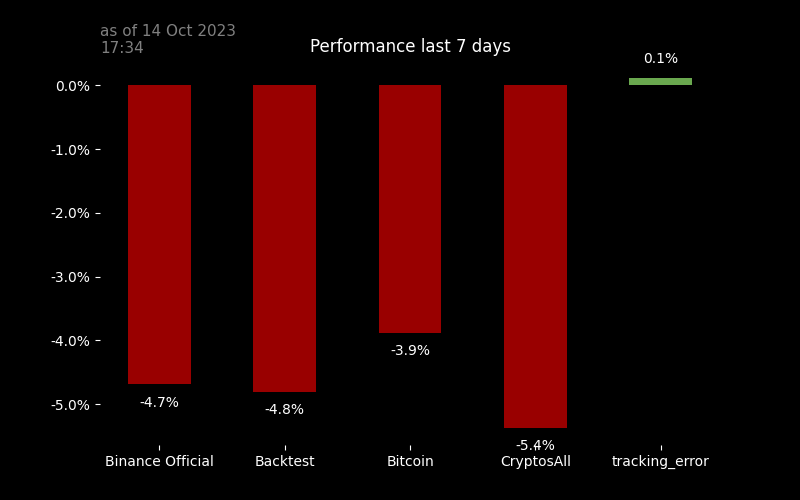 as of 14 Oct 2023
17:34
Performance last 7 days
0.1%
0.0%
-1.0%
-2.0%
-3.0%
-4.0%
-5.0%
-4.7%
-4.8%
-3.9%
-5.4%
Binance Official
Backtest
Bitcoin
CryptosAll
tracking_error